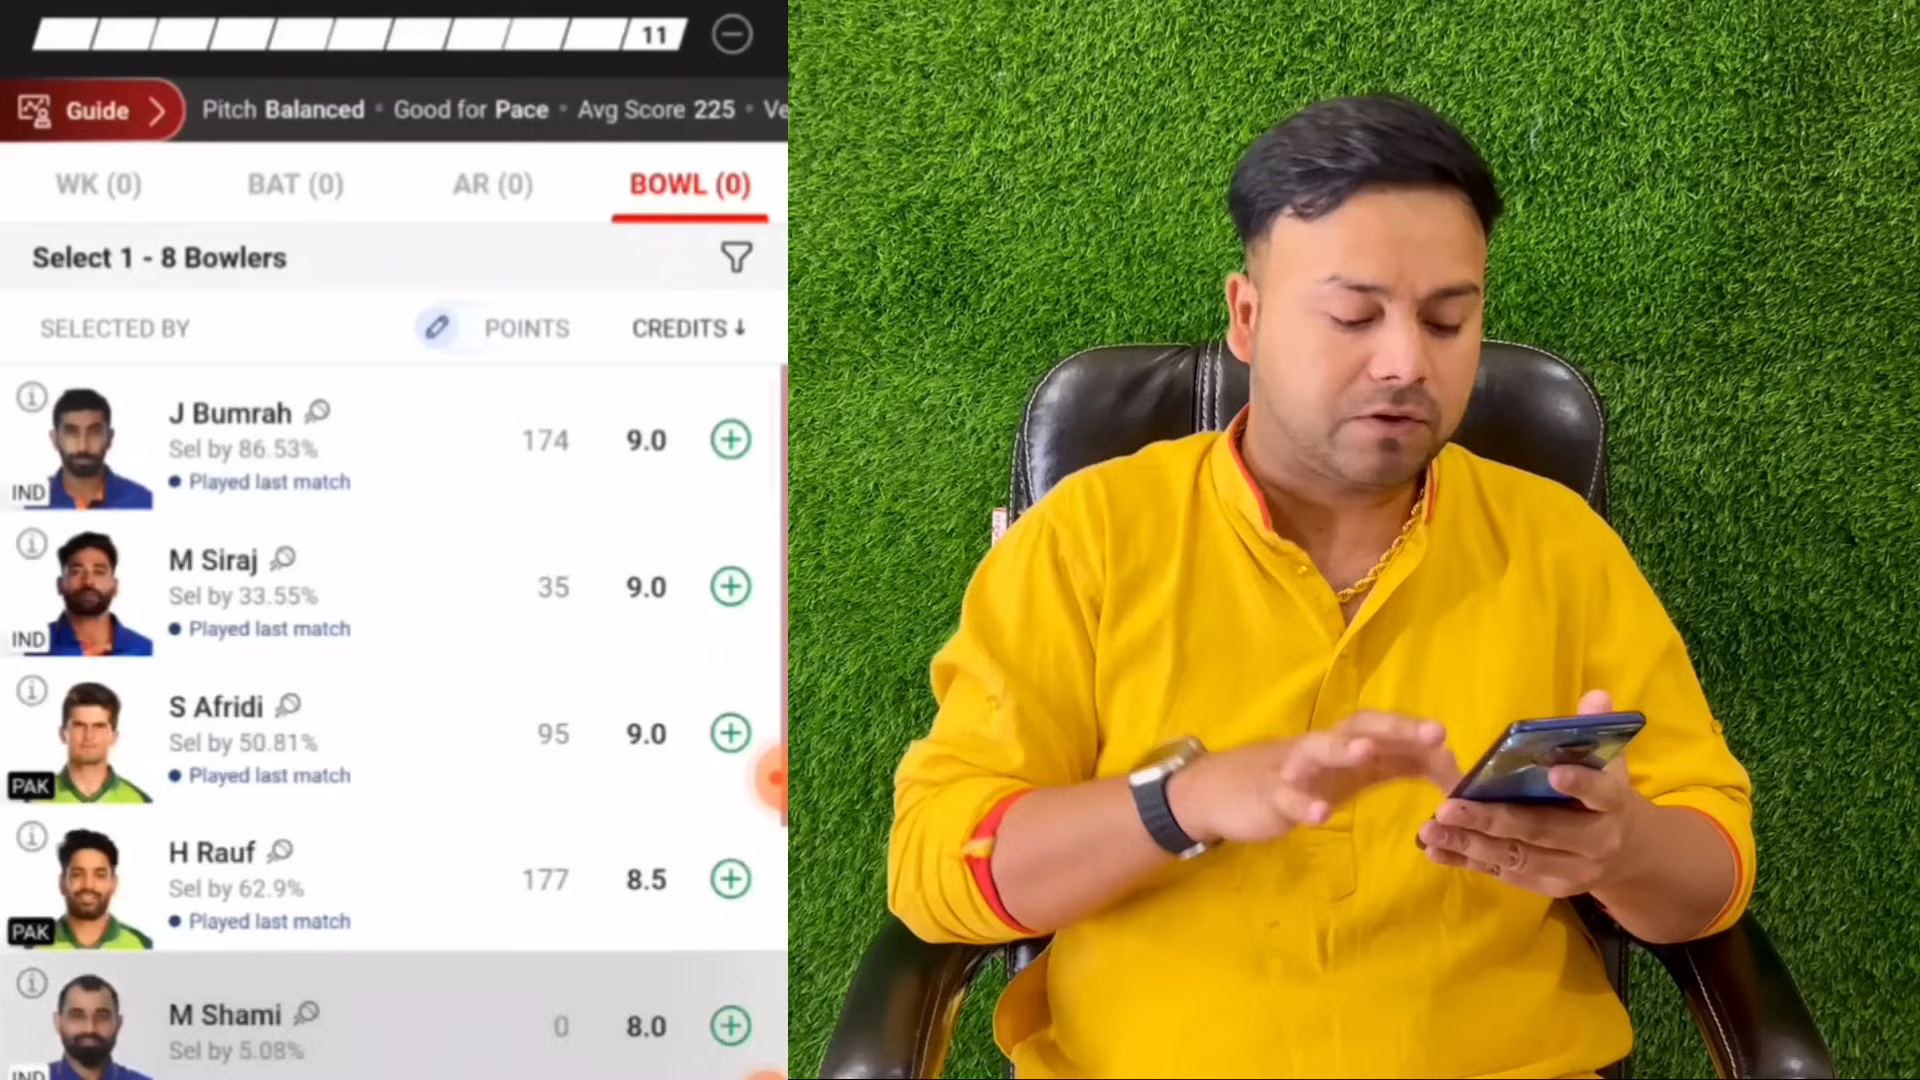 11
Guide Pitch Balanced • Good for Pace • Avg Score 225 • Ve
WK (0) BAT (0) AR (0) BOWL (0)
Select 1 - 8 Bowlers
SELECTED BY POINTS CREDITS ↓
J Bumrah
Sel by 86.53%
• Played last match
IND
174 9.0
M Siraj
Sel by 33.55%
• Played last match
IND
35 9.0
S Afridi
Sel by 50.81%
• Played last match
PAK
95 9.0
H Rauf
Sel by 62.9%
• Played last match
PAK
177 8.5
M Shami
Sel by 5.08%
IND
0 8.0